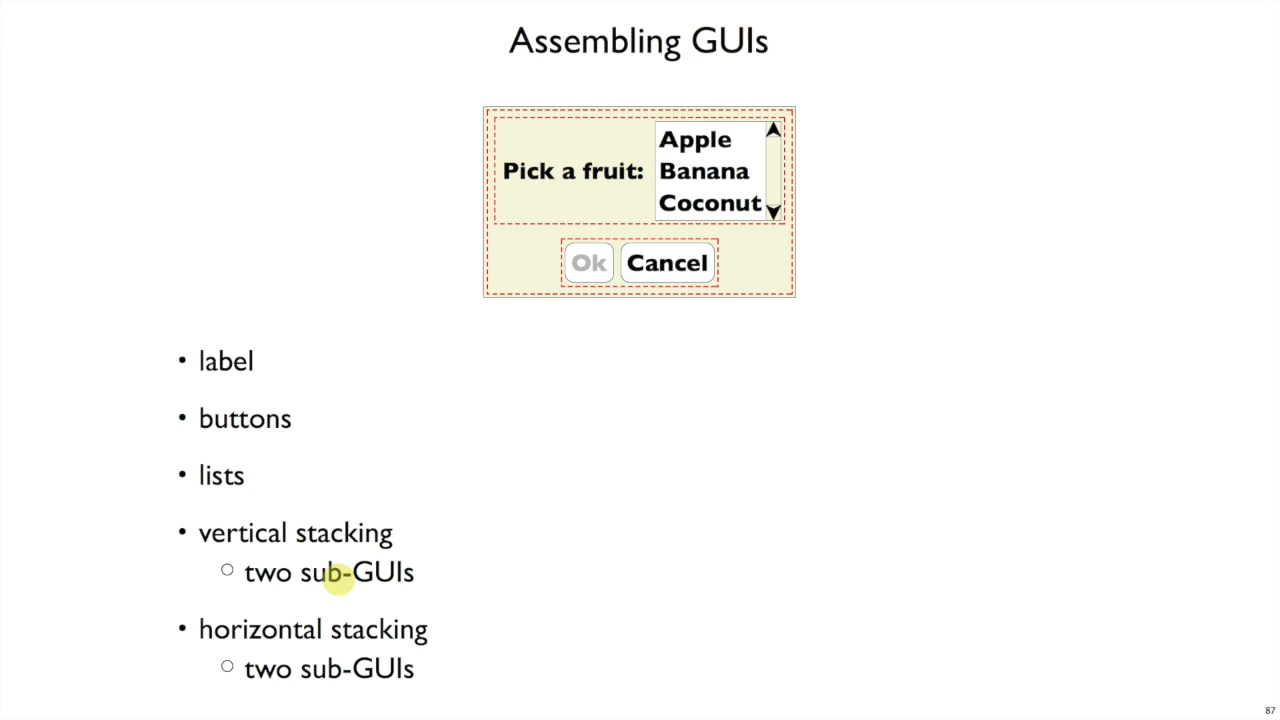 Assembling GUIs
Pick a fruit:
Apple
Banana
Coconut
Ok
Cancel
• label
• buttons
• lists
• vertical stacking
○ two sub-GUIs
• horizontal stacking
○ two sub-GUIs
87